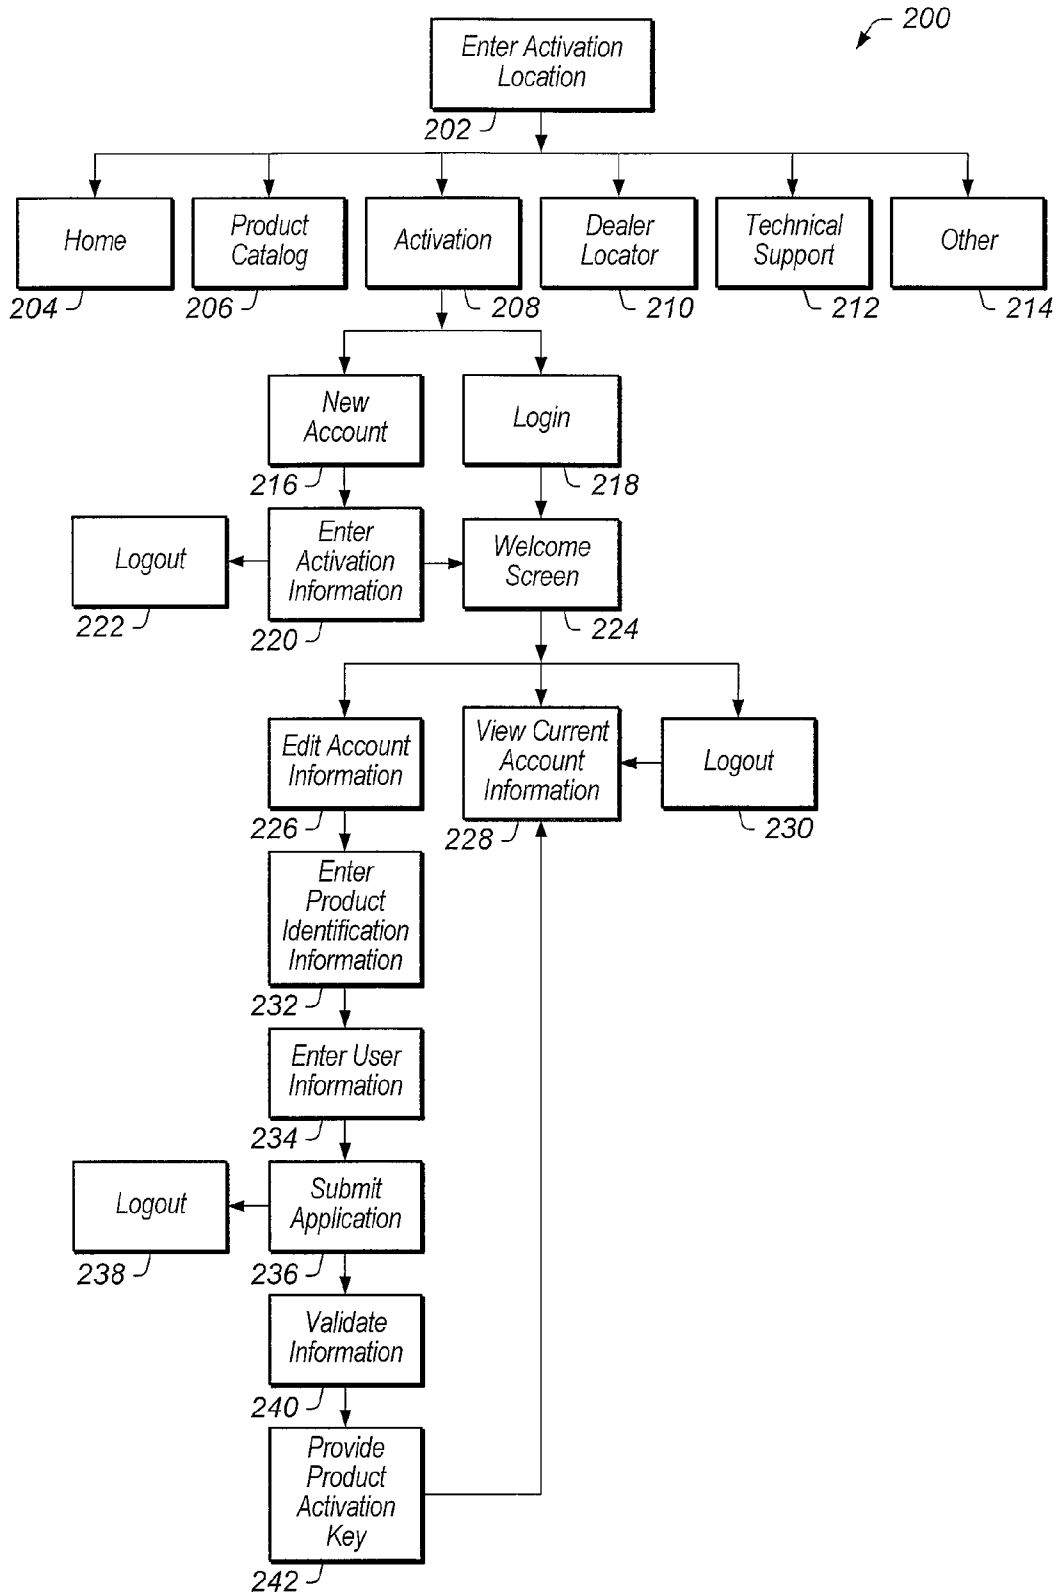 200
Enter Activation
Location
202
Home
Product
Catalog
Activation
Dealer
Locator
Technical
Support
Other
204
206
208
210
212
214
New
Account
Login
216
218
Logout
Enter
Activation
Information
Welcome
Screen
222
220
224
Edit Account
Information
View Current
Account
Information
Logout
226
228
230
Enter
Product
Identification
Information
232
Enter User
Information
234
Logout
Submit
Application
238
236
Validate
Information
240
Provide
Product
Activation
Key
242